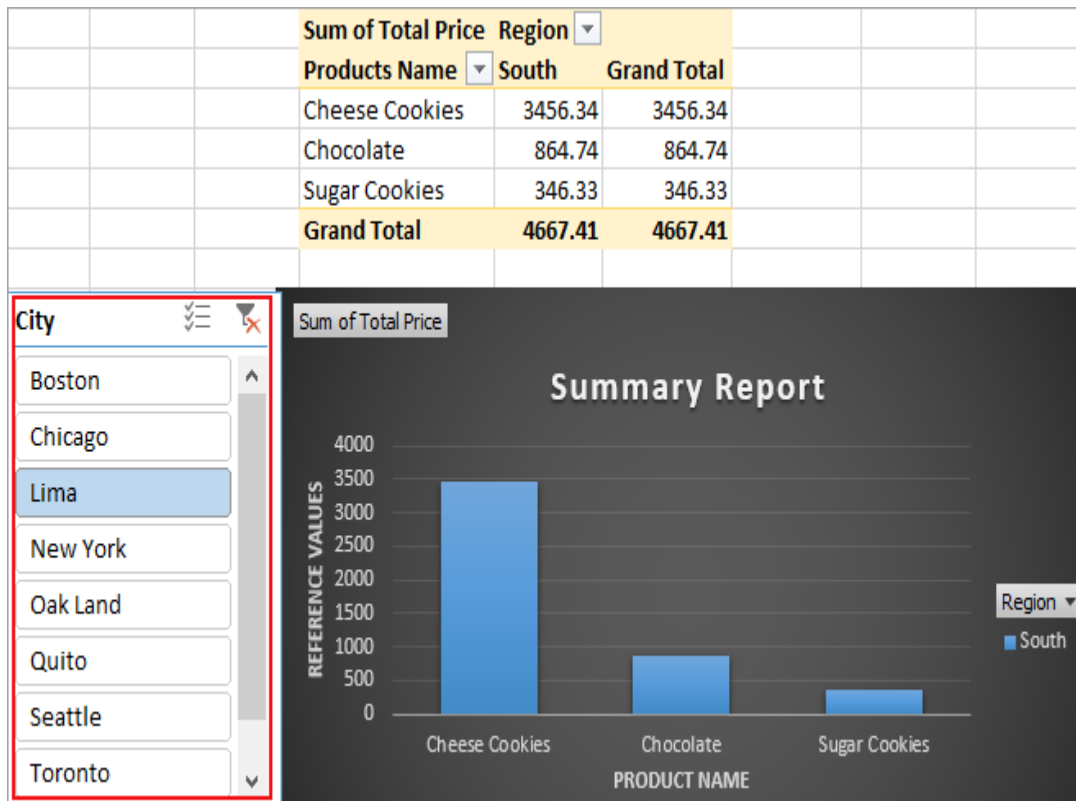 Sum of Total Price Region
Products Name South Grand Total
Cheese Cookies 3456.34 3456.34
Chocolate 864.74 864.74
Sugar Cookies 346.33 346.33
Grand Total 4667.41 4667.41
City
Boston
Chicago
Lima
New York
Oak Land
Quito
Seattle
Toronto
Sum of Total Price
Summary Report
REFERENCE VALUES
4000
3500
3000
2500
2000
1500
1000
500
0
Cheese Cookies Chocolate Sugar Cookies
PRODUCT NAME
Region
South